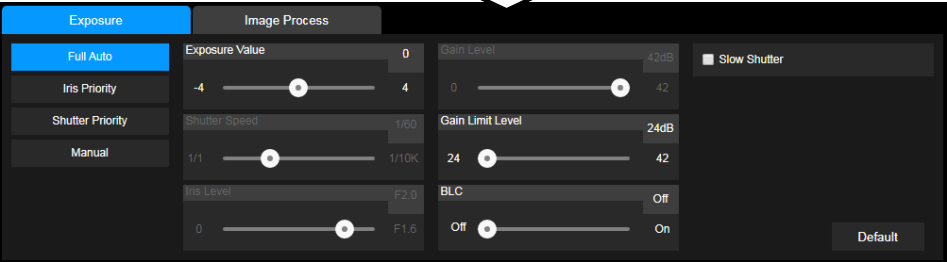 Exposure Image Process
Full Auto
Iris Priority
Shutter Priority
Manual
Exposure Value 0
-4 4
Shutter Speed 1/60
1/1 1/10K
Iris Level F2.0
0 F1.6
Gain Level 42dB
0 42
Gain Limit Level 24dB
24 42
BLC Off
Off On
Slow Shutter
Default